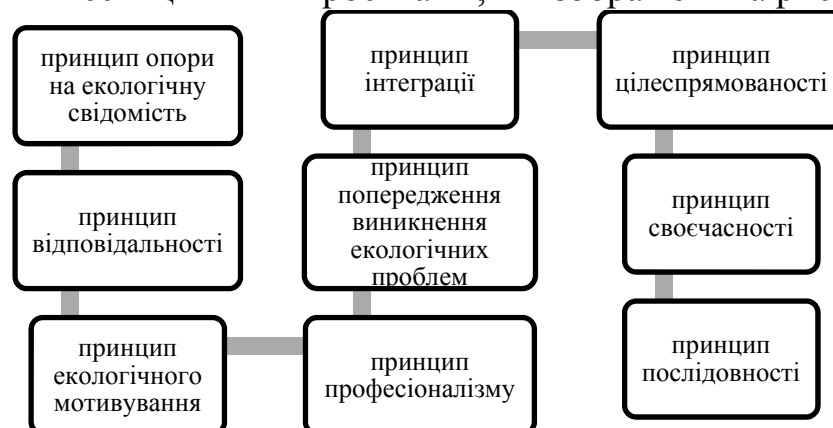 принцип опори
на екологічну
свідомість
принцип
відповідальності
принцип
екологічного
мотивування
принцип
професіоналізму
принцип
попередження
виникнення
екологічних
проблем
принцип
інтеграції
принцип
цілеспрямованості
принцип
своєчасності
принцип
послідовності